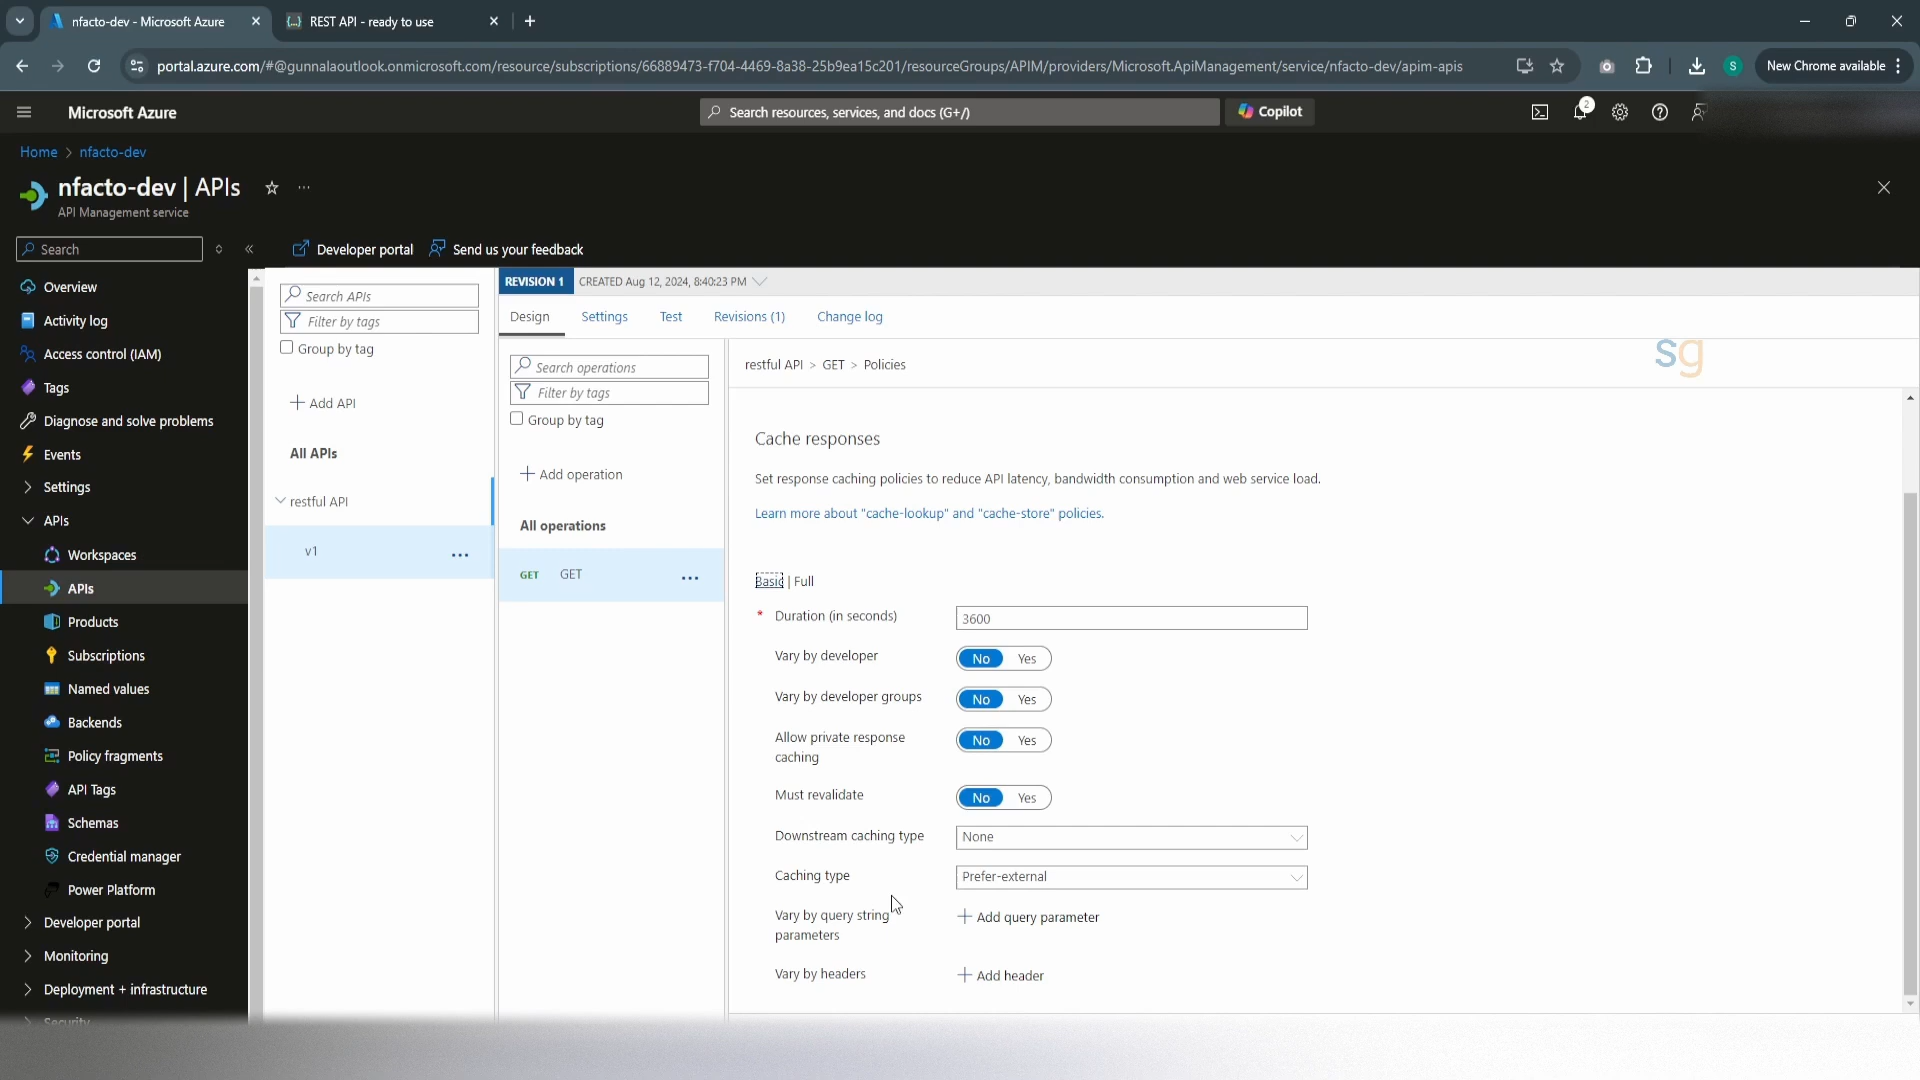 nfacto-dev - Microsoft Azure
REST API - ready to use
portal.azure.com/#@gunnalaoutlook.onmicrosoft.com/resource/subscriptions/66889473-f704-4469-8a38-25b9ea15c201/resourceGroups/APIM/providers/Microsoft.ApiManagement/service/nfacto-dev/apim-apis
S
New Chrome available
Microsoft Azure
Search resources, services, and docs (G+/)
Copilot
2
Home > nfacto-dev
nfacto-dev | APIs
API Management service
Search
Developer portal
Send us your feedback
Overview
Activity log
Access control (IAM)
Tags
Diagnose and solve problems
Events
Settings
APIs
Workspaces
APIs
Products
Subscriptions
Named values
Backends
Policy fragments
API Tags
Schemas
Credential manager
Power Platform
Developer portal
Monitoring
Deployment + infrastructure
Security
Search APIs
Filter by tags
Group by tag
Add API
All APIs
restful API
v1
REVISION 1
CREATED Aug 12, 2024, 8:40:23 PM
Design
Settings
Test
Revisions (1)
Change log
Search operations
Filter by tags
Group by tag
Add operation
All operations
GET GET
restful API > GET > Policies
sg
Cache responses
Set response caching policies to reduce API latency, bandwidth consumption and web service load.
Learn more about "cache-lookup" and "cache-store" policies.
Basic | Full
* Duration (in seconds) 3600
Vary by developer No Yes
Vary by developer groups No Yes
Allow private response
caching
No Yes
Must revalidate No Yes
Downstream caching type None
Caching type Prefer-external
Vary by query string
parameters
Add query parameter
Vary by headers Add header